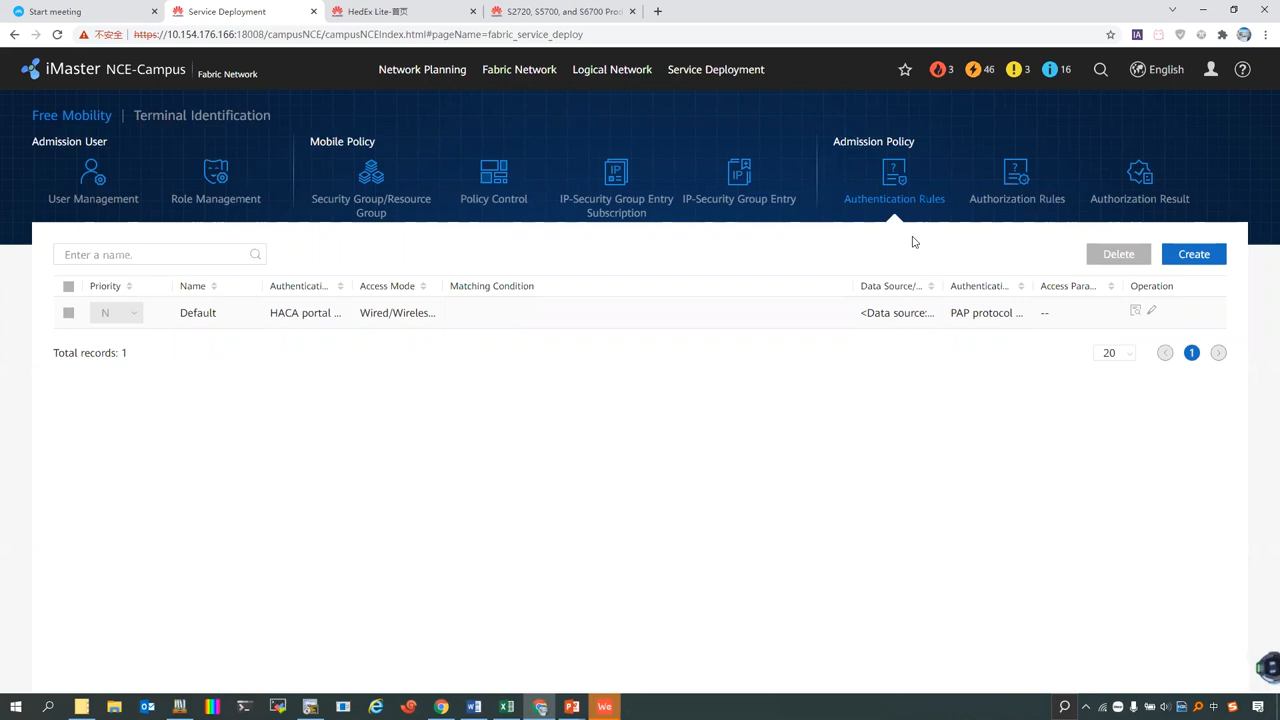 Start meeting
Service Deployment
HedEx Lite-首页
S2720, S5700, and S6700 Prod
不安全
https://10.154.176.166:18008/campusNCE/campusNCEIndex.html#pageName=fabric_service_deploy
iMaster NCE-Campus
Fabric Network
Network Planning
Fabric Network
Logical Network
Service Deployment
3
46
3
16
English
Free Mobility | Terminal Identification
Admission User
Mobile Policy
Admission Policy
User Management
Role Management
Security Group/Resource
Group
Policy Control
IP-Security Group Entry
Subscription
IP-Security Group Entry
Authentication Rules
Authorization Rules
Authorization Result
Enter a name.
Delete
Create
Priority
Name
Authenticati...
Access Mode
Matching Condition
Data Source/...
Authenticati...
Access Para...
Operation
N
Default
HACA portal ...
Wired/Wireles...
<Data source:...
PAP protocol ...
--
Total records: 1
20
1
We
中